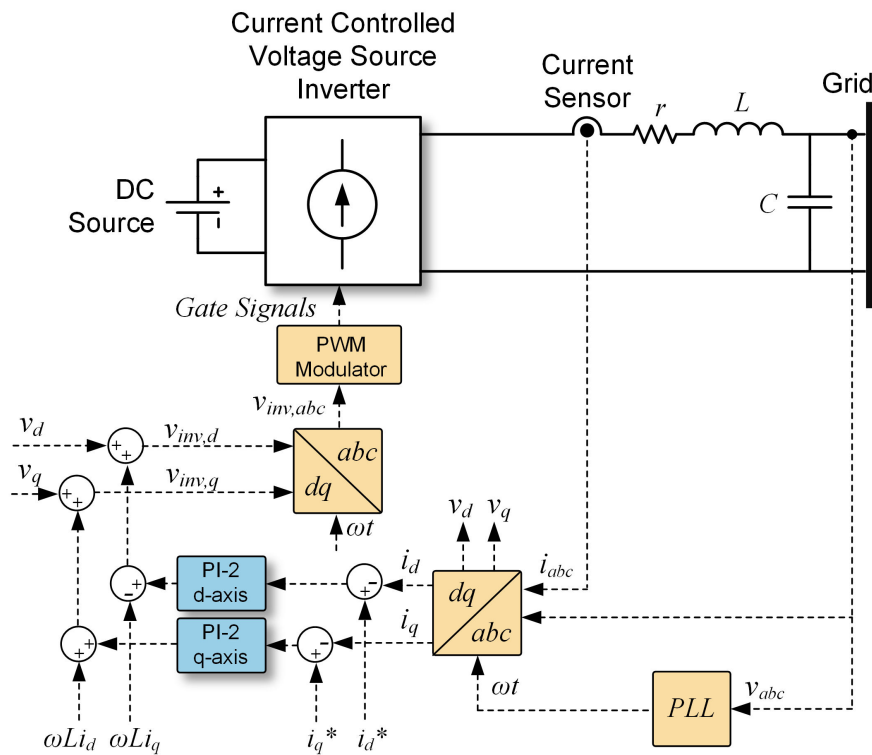 Current Controlled
Voltage Source
Inverter
Current
Sensor
r
L
Grid
DC
Source
+
C
Gate Signals
PWM
Modulator
v_inv,abc
v_d
+
+
v_inv,d
abc
dq
v_q
+
+
v_inv,q
ωt
v_d
v_q
i_abc
i_d
dq
abc
PI-2
d-axis
-
+
-
i_q
PI-2
q-axis
+
+
-
ωt
v_abc
PLL
ωLi_d
ωLi_q
i_q*
i_d*